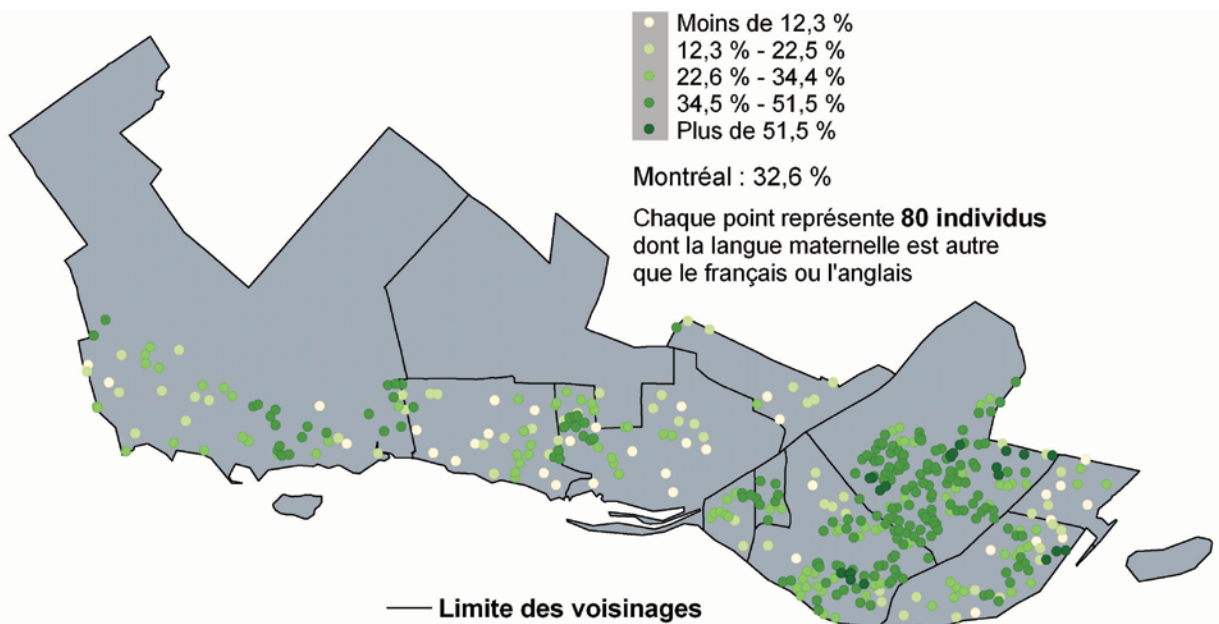 Moins de 12,3 %
12,3 % - 22,5 %
22,6 % - 34,4 %
34,5 % - 51,5 %
Plus de 51,5 %
Montréal : 32,6 %
Chaque point représente 80 individus
dont la langue maternelle est autre
que le français ou l'anglais
Limite des voisinages